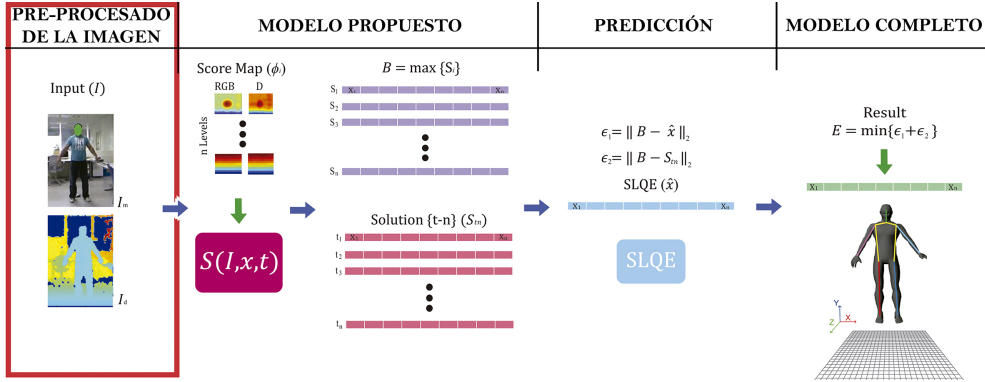 PRE-PROCESADO
DE LA IMAGEN
MODELO PROPUESTO
PREDICCIÓN
MODELO COMPLETO
Input (I)
Iₘ
I_d
Score Map (ϕᵢ)
RGB D
n Levels
S(I,x,t)
B = max {Sᵢ}
S₁ X₁ Xₙ
S₂
S₃
Sₙ
Solution {t-n} (Sₜₙ)
t₁ X₁ Xₙ
t₂
t₃
tₙ
ϵ₁= ‖ B − x̂ ‖₂
ϵ₂= ‖ B − Sₜₙ ‖₂
SLQE (x̂)
X₁ Xₙ
SLQE
Result
E = min{ϵ₁+ϵ₂}
X₁ Xₙ
Y
X
Z